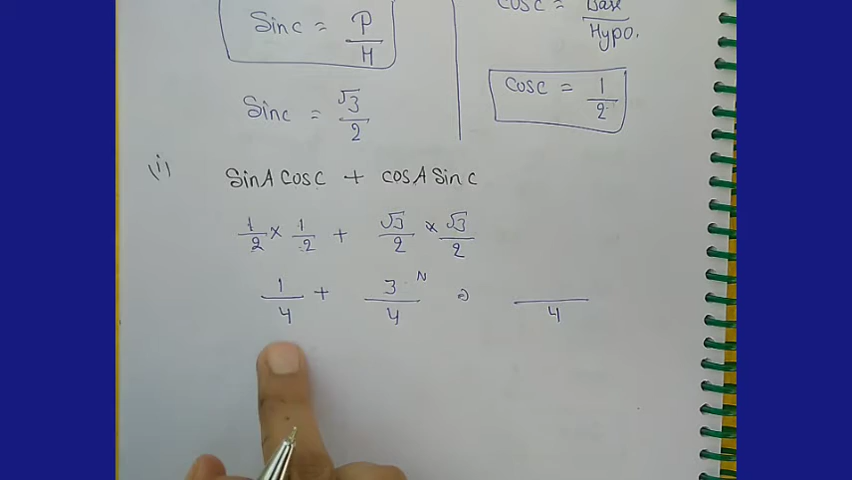 Sinc = P/H
cosc = Base/Hypo.
Sinc = √3/2
cosc = 1/2
(i) SinA Cosc + cosA Sinc
1/2 × 1/2 + √3/2 × √3/2
1/4 + 3/4 ⇒ /4